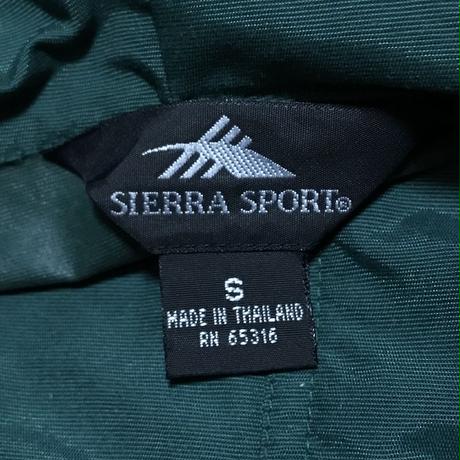 SIERRA SPORT®
S
MADE IN THAILAND
RN 65316